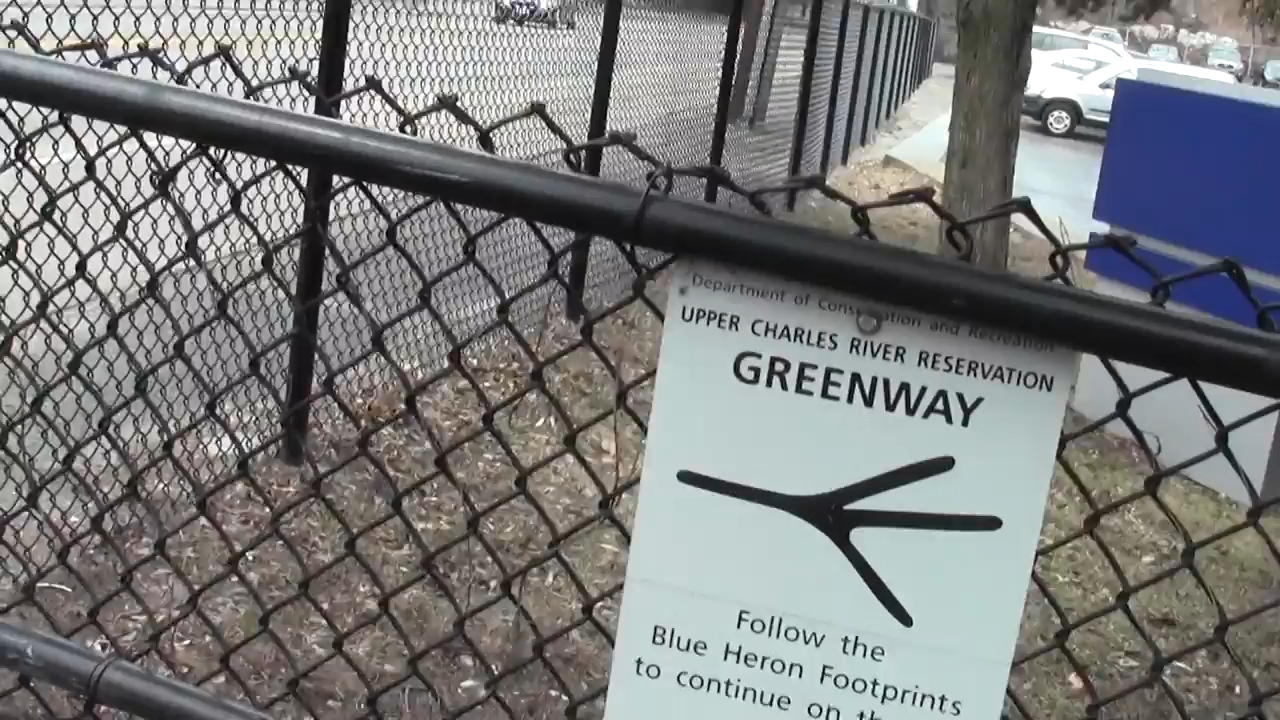 Department of Conservation and Recreation
UPPER CHARLES RIVER RESERVATION
GREENWAY
Follow the
Blue Heron Footprints
to continue on